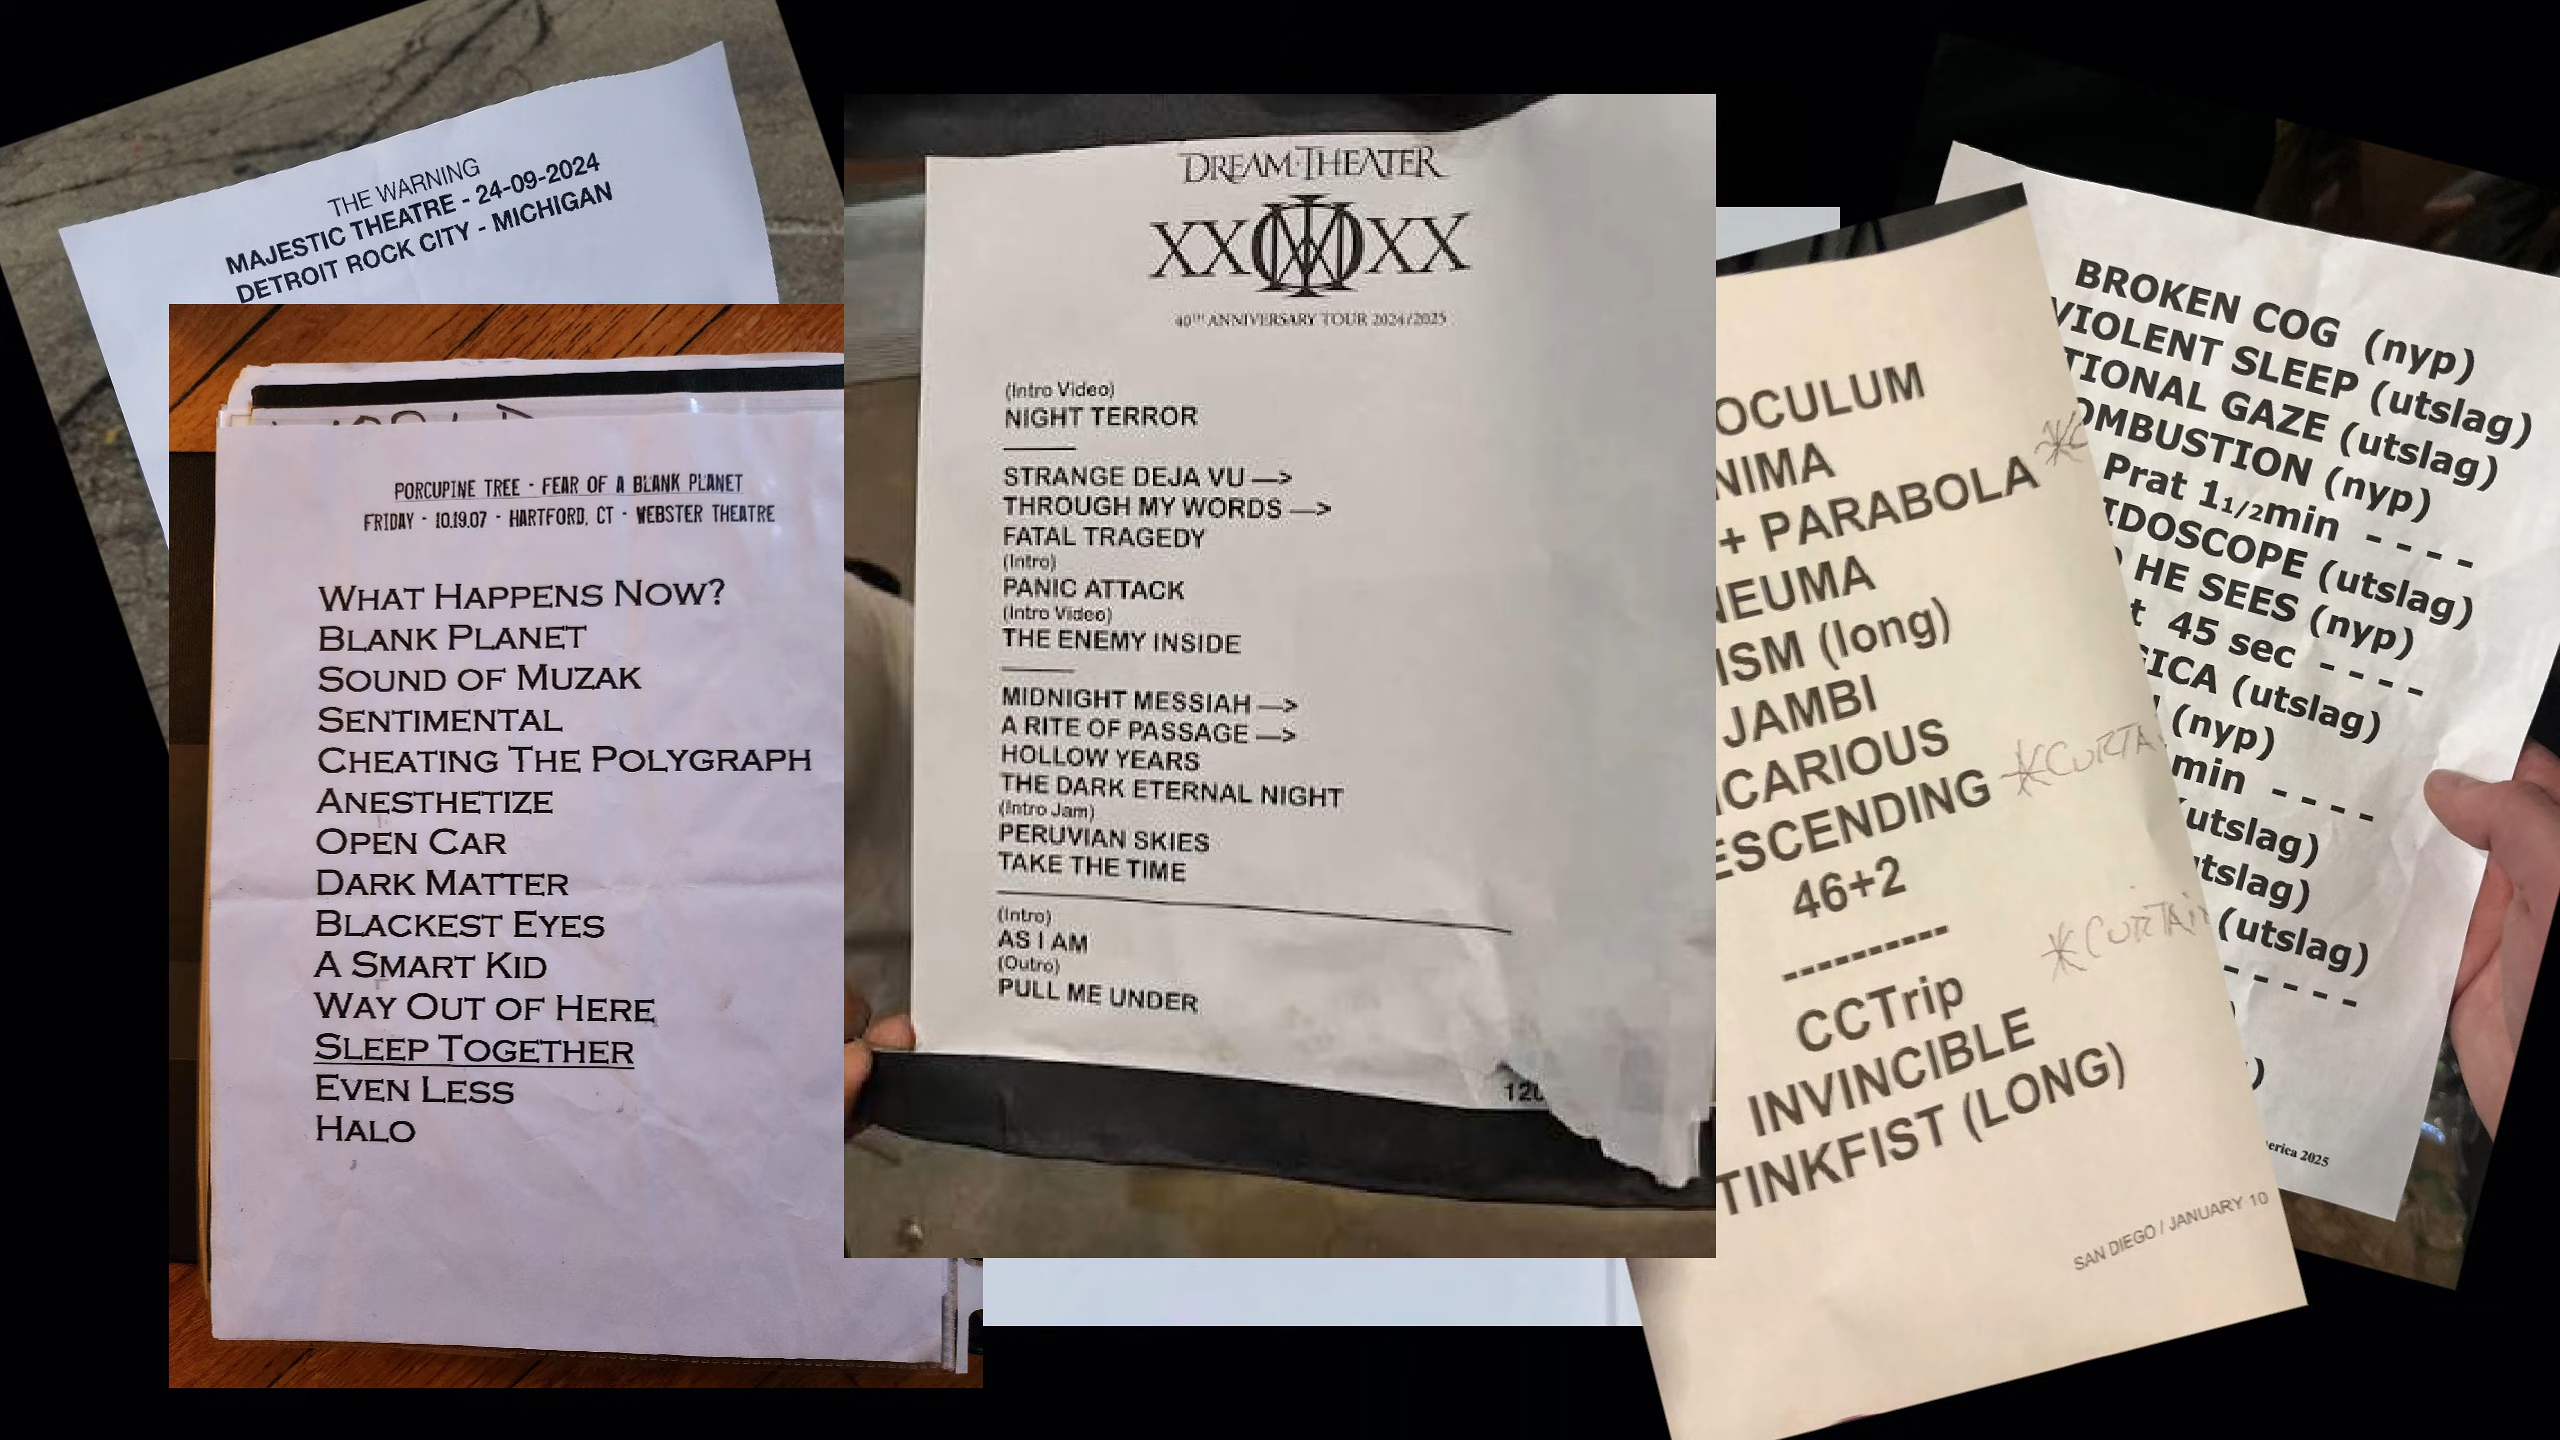 THE WARNING
MAJESTIC THEATRE - 24-09-2024
DETROIT ROCK CITY - MICHIGAN
PORCUPINE TREE - FEAR OF A BLANK PLANET
FRIDAY - 10.19.07 - HARTFORD, CT - WEBSTER THEATRE
WHAT HAPPENS NOW?
BLANK PLANET
SOUND OF MUZAK
SENTIMENTAL
CHEATING THE POLYGRAPH
ANESTHETIZE
OPEN CAR
DARK MATTER
BLACKEST EYES
A SMART KID
WAY OUT OF HERE
SLEEP TOGETHER
EVEN LESS
HALO
DREAM THEATER
XX XX
40TH ANNIVERSARY TOUR 2024/2025
(Intro Video)
NIGHT TERROR
STRANGE DEJA VU —>
THROUGH MY WORDS —>
FATAL TRAGEDY
(Intro)
PANIC ATTACK
(Intro Video)
THE ENEMY INSIDE
MIDNIGHT MESSIAH —>
A RITE OF PASSAGE —>
HOLLOW YEARS
THE DARK ETERNAL NIGHT
(Intro Jam)
PERUVIAN SKIES
TAKE THE TIME
(Intro)
AS I AM
(Outro)
PULL ME UNDER
OCULUM
NIMA
+ PARABOLA *C
NEUMA
ISM (long)
JAMBI
ICARIOUS
ESCENDING *CURTA
46+2
*CURTAIN
----------
CCTrip
INVINCIBLE
TINKFIST (LONG)
SAN DIEGO / JANUARY 10
BROKEN COG (nyp)
VIOLENT SLEEP (utslag)
TIONAL GAZE (utslag)
OMBUSTION (nyp)
Prat 11/2min - - - -
IDOSCOPE (utslag)
HE SEES (nyp)
t 45 sec - - - -
ICA (utslag)
(nyp)
min - - - -
utslag)
tslag)
(utslag)
- - - - -
erica 2025